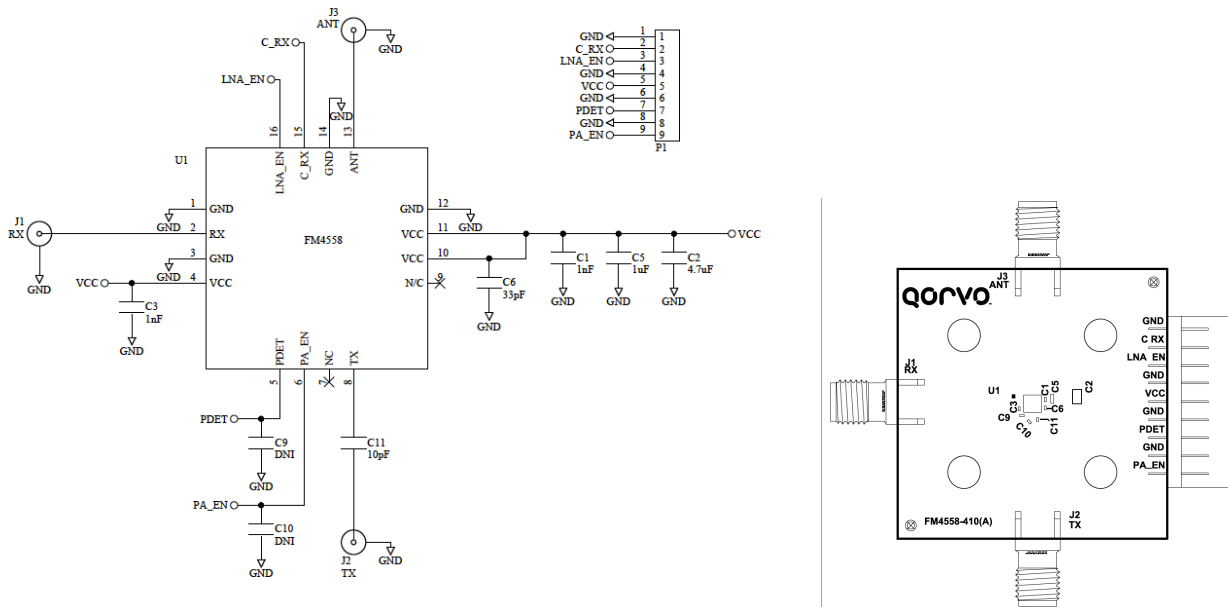 J3
ANT
GND
C_RX
LNA_EN
GND
16
15
14
13
U1
LNA_EN
C_RX
GND
ANT
GND 1 1
C_RX 2 2
LNA_EN 3 3
GND 4 4
VCC 5 5
GND 6 6
PDET 7 7
GND 8 8
PA_EN 9 9
P1
J1
RX
GND
1 GND
GND
2 RX
3 GND
GND
4 VCC
VCC
C3
1nF
GND
FM4558
GND 12
GND
VCC 11
VCC 10
N/C 9
VCC
C6
33pF
GND
C1
1nF
GND
C5
1uF
GND
C2
4.7uF
GND
PDET
PA_EN
NC
TX
5
6
7
8
PDET
C9
DNI
GND
PA_EN
C10
DNI
GND
C11
10pF
J2
TX
GND
J3
ANT
QORVO
J1
RX
U1
C1
C5
C2
C3
C6
C9
C10
C11
GND
C RX
LNA EN
GND
VCC
GND
PDET
GND
PA_EN
J2
TX
FM4558-410(A)